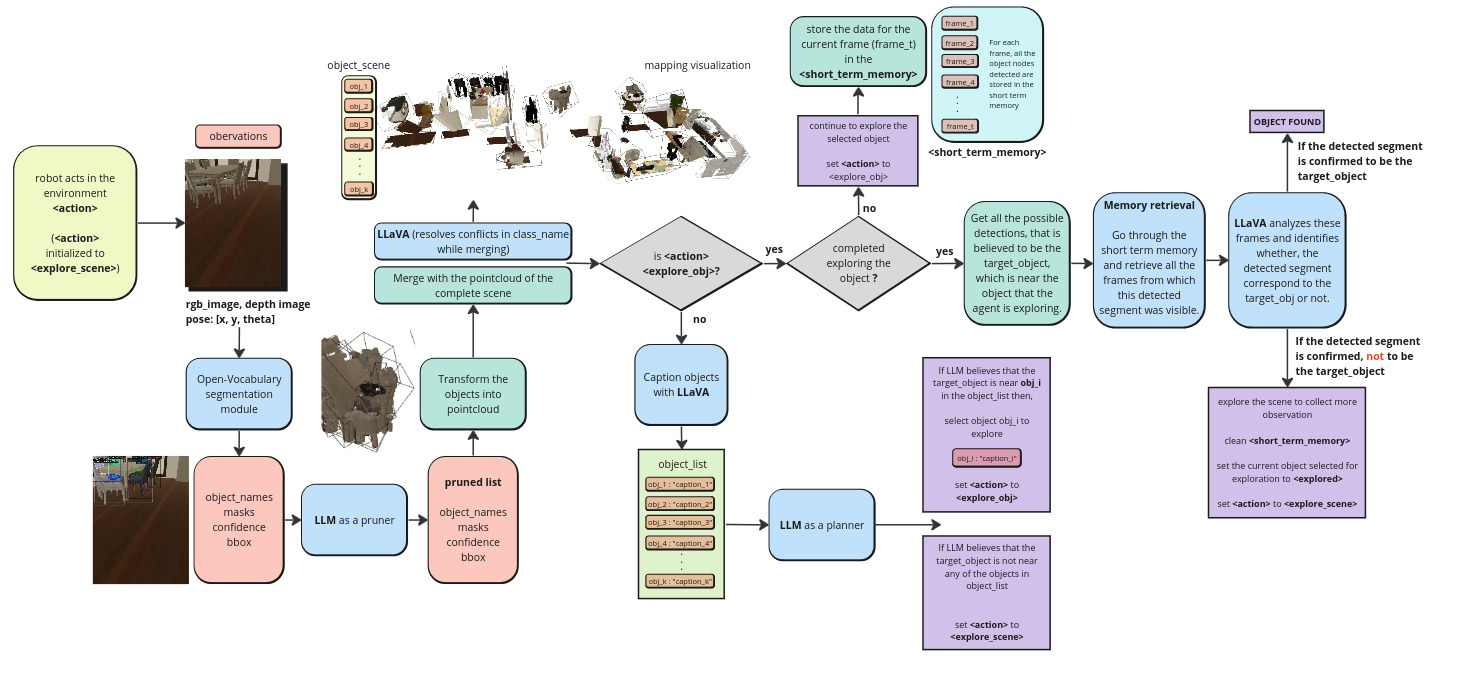 robot acts in the
environment
<action>
(<action>
initialized to
<explore_scene>)
obervations
rgb_image, depth image
pose: [x, y, theta]
Open-Vocabulary
segmentation
module
object_names
masks
confidence
bbox
LLM as a pruner
pruned list
object_names
masks
confidence
bbox
Transform the
objects into
pointcloud
Merge with the pointcloud of the
complete scene
LLaVA (resolves conflicts in class_name
while merging)
object_scene
obj_1
obj_2
obj_3
obj_4
.
.
.
obj_k
mapping visualization
is <action>
<explore_obj>?
yes
no
Caption objects
with LLaVA
object_list
obj_1 : "caption_1"
obj_2 : "caption_2"
obj_3 : "caption_3"
obj_4 : "caption_4"
.
.
.
obj_k : "caption_k"
LLM as a planner
If LLM believes that the
target_object is near obj_i
in the object_list then,
select object obj_i to
explore
obj_i : "caption_i"
set <action> to
<explore_obj>
If LLM believes that the
target_object is not near
any of the objects in
object_list
set <action> to
<explore_scene>
completed
exploring the
object ?
no
yes
continue to explore the
selected object
set <action> to
<explore_obj>
store the data for the
current frame (frame_t)
in the
<short_term_memory>
frame_1
frame_2
frame_3
frame_4
.
.
.
frame_t
For each
frame, all the
object nodes
detected are
stored in the
short term
memory
<short_term_memory>
Get all the possible
detections, that is
believed to be the
target_object,
which is near the
object that the
agent is exploring.
Memory retrieval
Go through the
short term memory
and retrieve all the
frames from which
this detected
segment was visible.
LLaVA analyzes these
frames and identifies
whether, the
detected segment
correspond to the
target_obj or not.
OBJECT FOUND
If the detected segment
is confirmed to be the
target_object
If the detected segment
is confirmed, not to be
the target_object
explore the scene to collect more
observation
clean <short_term_memory>
set the current object selected for
exploration to <explored>
set <action> to <explore_scene>